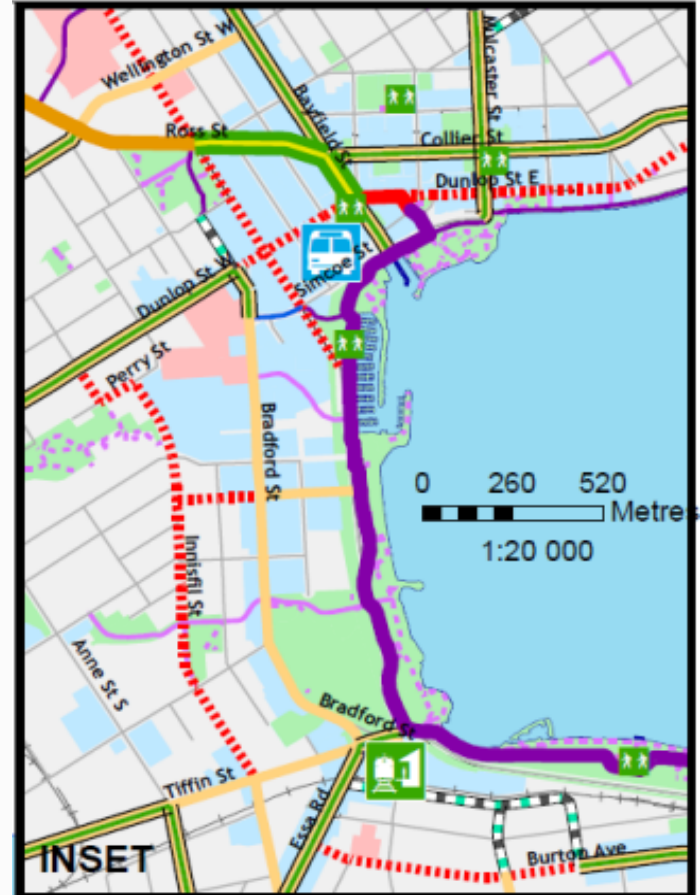 Wellington St W
Mulcaster St
Bayfield St
Ross St
Collier St
Dunlop St E
Simcoe St
Dunlop St W
Perry St
Bradford St
0 260 520
Metres
1:20 000
Innisfil St
Anne St S
Bradford St
Tiffin St
Essa Rd
Burton Ave
INSET